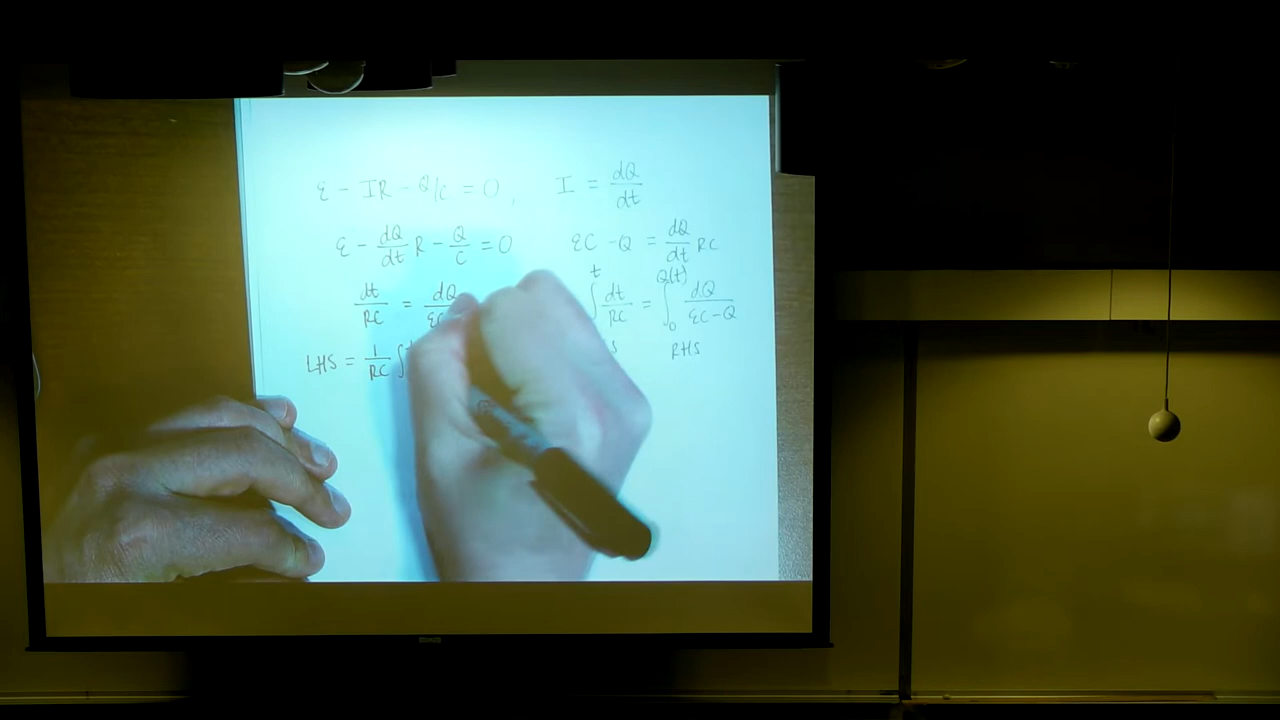 ℰ - IR - Q/C = 0, I = dQ/dt
ℰ - dQ/dt R - Q/C = 0 ℰC - Q = dQ/dt RC
dt/RC = dQ/ℰC ∫^t dt/RC = ∫_0^Q(t) dQ/ℰC-Q
LHS = 1/RC ∫ RHS